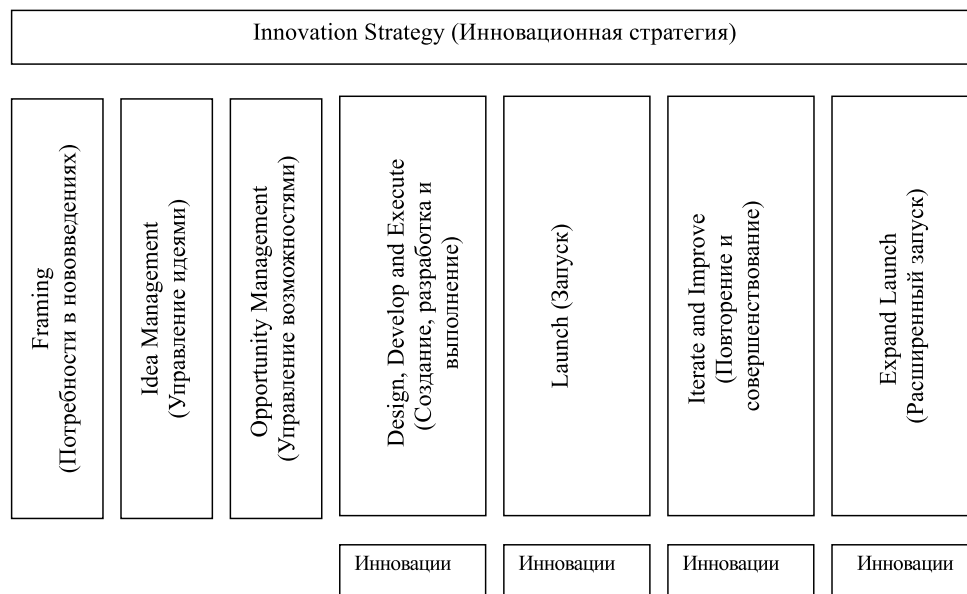 Innovation Strategy (Инновационная стратегия)
Framing
(Потребности в нововведениях)
Idea Management
(Управление идеями)
Opportunity Management
(Управление возможностями)
Design, Develop and Execute
(Создание, разработка и
выполнение)
Launch (Запуск)
Iterate and Improve
(Повторение и
совершенствование)
Expand Launch
(Расширенный запуск)
Инновации
Инновации
Инновации
Инновации